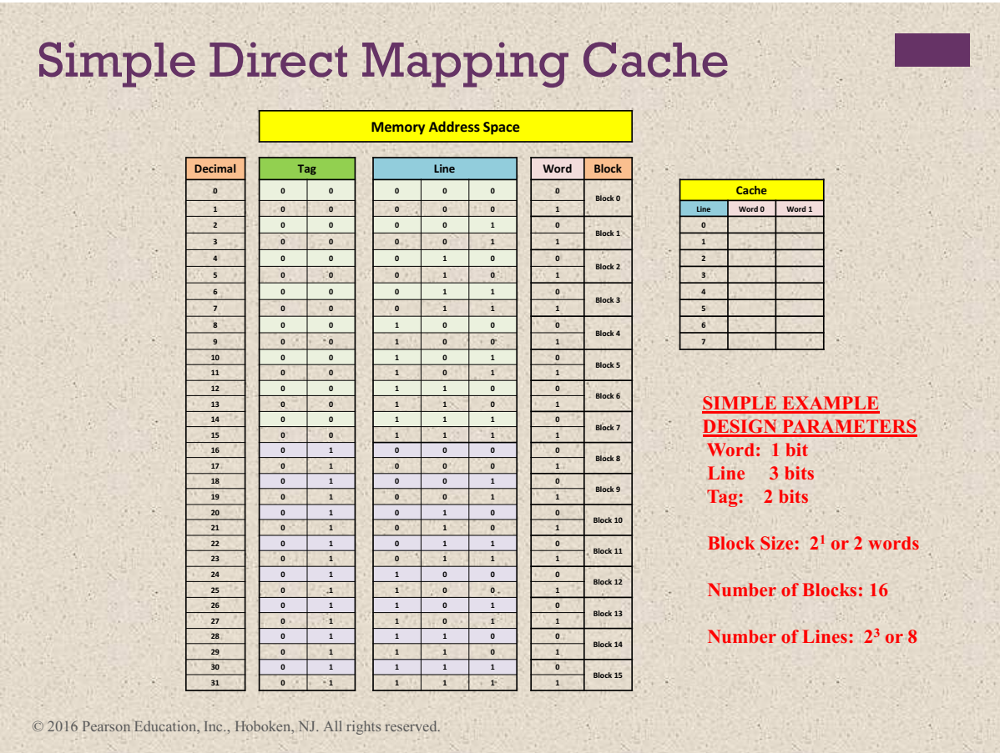 Simple Direct Mapping Cache
Memory Address Space
Decimal Tag Line Word Block
0 0 0 0 0 0 0 Block 0
1 0 0 0 0 0 1
2 0 0 0 0 1 0 Block 1
3 0 0 0 0 1 1
4 0 0 0 1 0 0 Block 2
5 0 0 0 1 0 1
6 0 0 0 1 1 0 Block 3
7 0 0 0 1 1 1
8 0 0 1 0 0 0 Block 4
9 0 0 1 0 0 1
10 0 0 1 0 1 0 Block 5
11 0 0 1 0 1 1
12 0 0 1 1 0 0 Block 6
13 0 0 1 1 0 1
14 0 0 1 1 1 0 Block 7
15 0 0 1 1 1 1
16 0 1 0 0 0 0 Block 8
17 0 1 0 0 0 1
18 0 1 0 0 1 0 Block 9
19 0 1 0 0 1 1
20 0 1 0 1 0 0 Block 10
21 0 1 0 1 0 1
22 0 1 0 1 1 0 Block 11
23 0 1 0 1 1 1
24 0 1 1 0 0 0 Block 12
25 0 1 1 0 0 1
26 0 1 1 0 1 0 Block 13
27 0 1 1 0 1 1
28 0 1 1 1 0 0 Block 14
29 0 1 1 1 0 1
30 0 1 1 1 1 0 Block 15
31 0 1 1 1 1 1
Cache
Line Word 0 Word 1
0
1
2
3
4
5
6
7
SIMPLE EXAMPLE
DESIGN PARAMETERS
Word: 1 bit
Line 3 bits
Tag: 2 bits
Block Size: 2¹ or 2 words
Number of Blocks: 16
Number of Lines: 2³ or 8
© 2016 Pearson Education, Inc., Hoboken, NJ. All rights reserved.